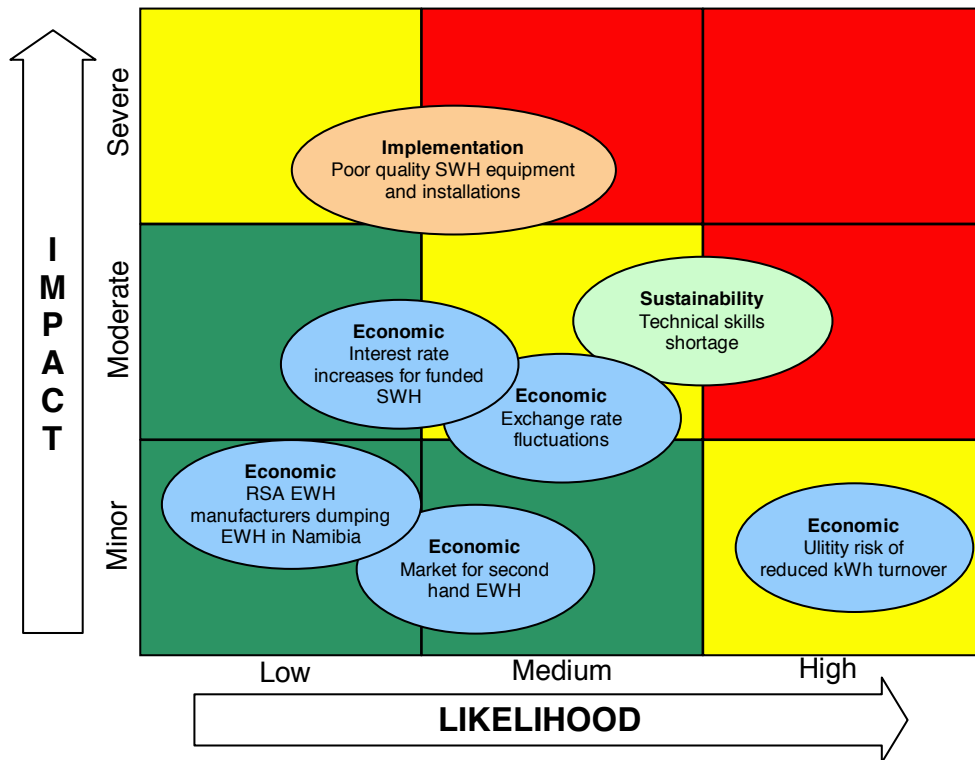 Severe
Implementation
Poor quality SWH equipment
and installations
IMPACT
Moderate
Sustainability
Technical skills
shortage
Economic
Interest rate
increases for funded
SWH
Economic
Exchange rate
fluctuations
Minor
Economic
RSA EWH
manufacturers dumping
EWH in Namibia
Economic
Market for second
hand EWH
Economic
Ulitity risk of
reduced kWh turnover
Low
Medium
High
LIKELIHOOD